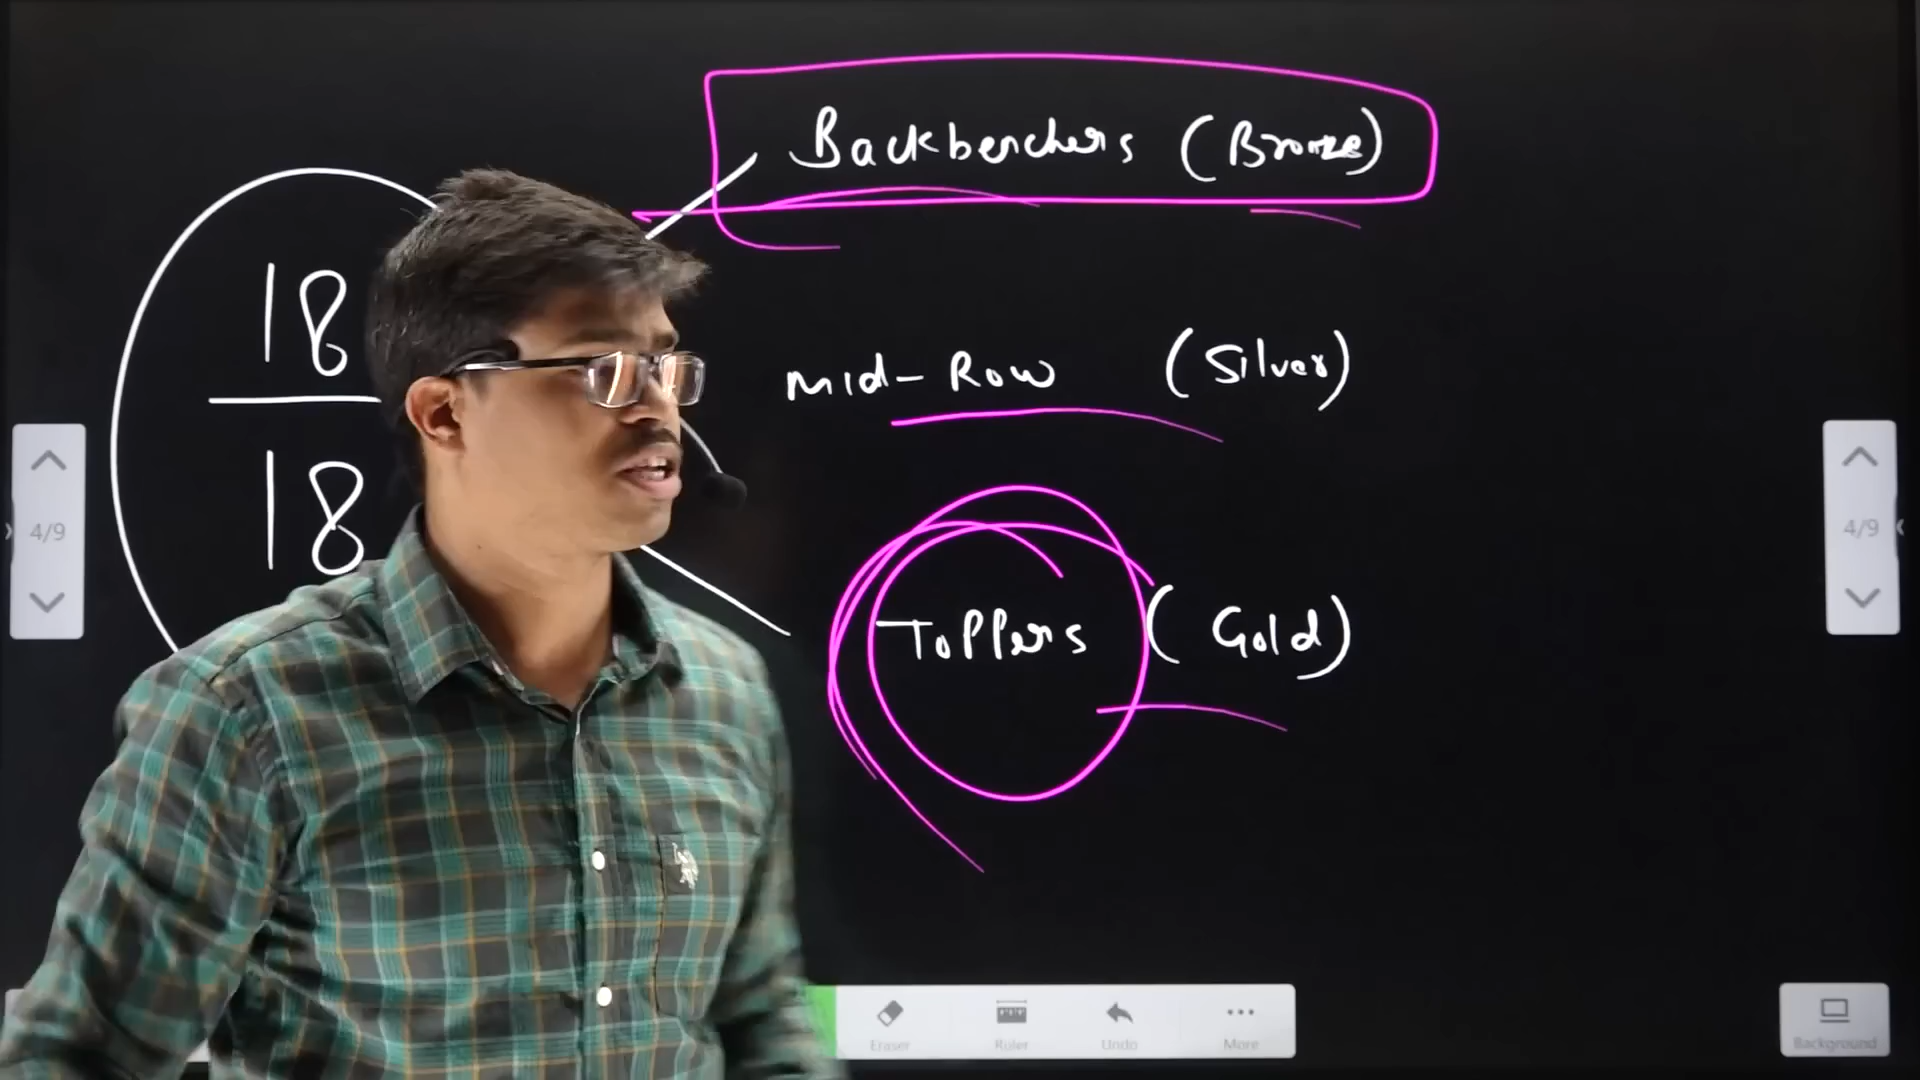 Backbenchers (Bronze)
18
18
Mid-Row (Silver)
Toppers (Gold)
4/9
4/9
Eraser
Ruler
Undo
More
Background